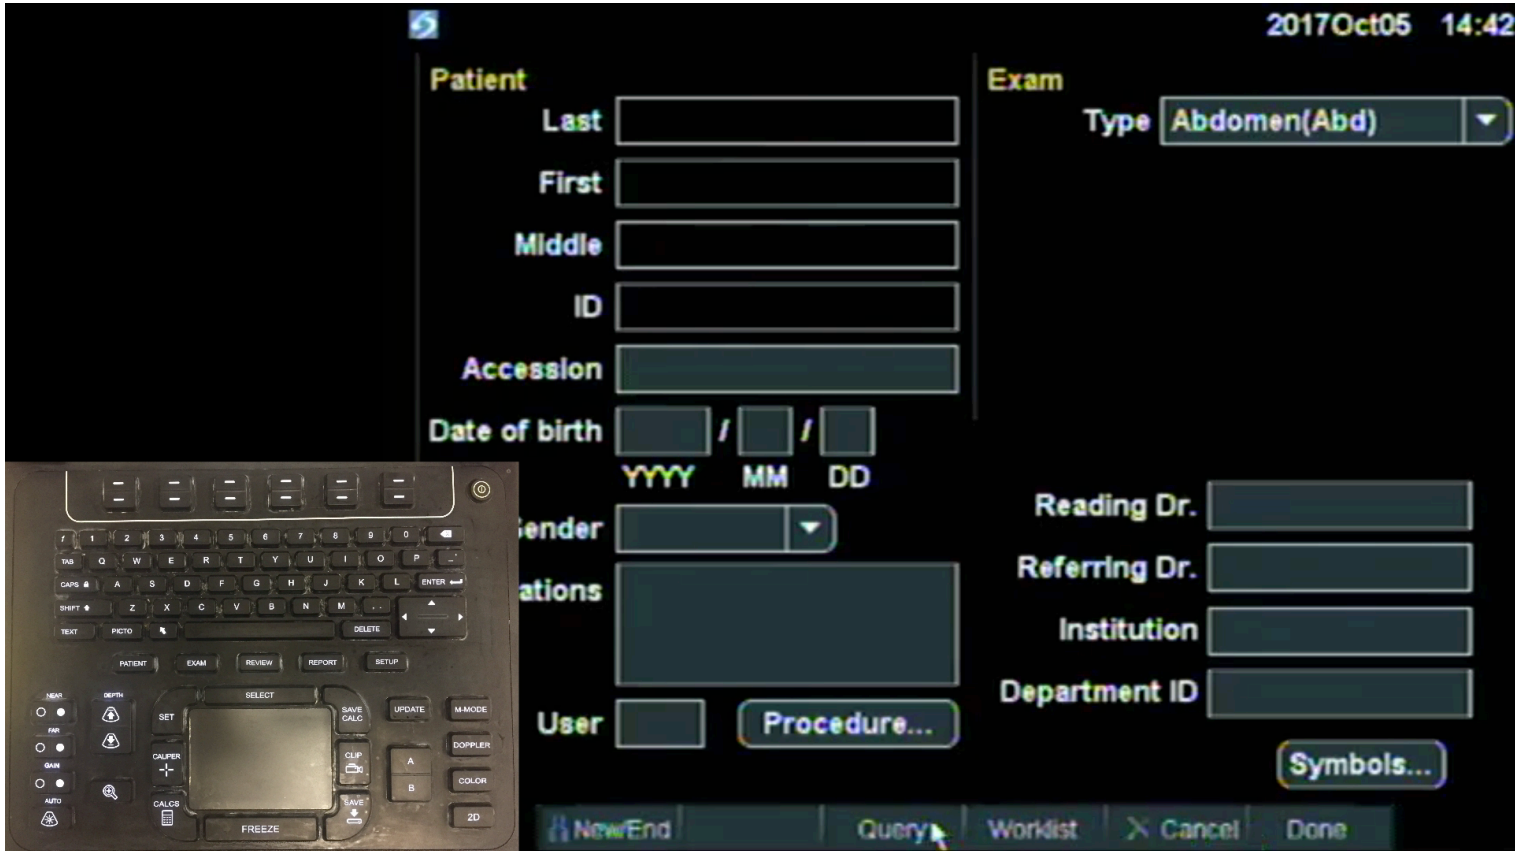 2017Oct05 14:42
Patient
Last
First
Middle
ID
Accession
Date of birth / /
YYYY MM DD
Gender
ations
User Procedure...
Exam
Type Abdomen(Abd)
Reading Dr.
Referring Dr.
Institution
Department ID
Symbols...
New/End Query Worklist Cancel Done
f 1 2 3 4 5 6 7 8 9 0
TAB Q W E R T Y U I O P
CAPS A S D F G H J K L ENTER
SHIFT Z X C V B N M . ,
TEXT PICTO DELETE
PATIENT EXAM REVIEW REPORT SETUP
NEAR DEPTH SELECT
SET SAVE CALC UPDATE M-MODE
FAR
CALIPER CLIP A DOPPLER
GAIN
B COLOR
AUTO CALCS SAVE
FREEZE 2D